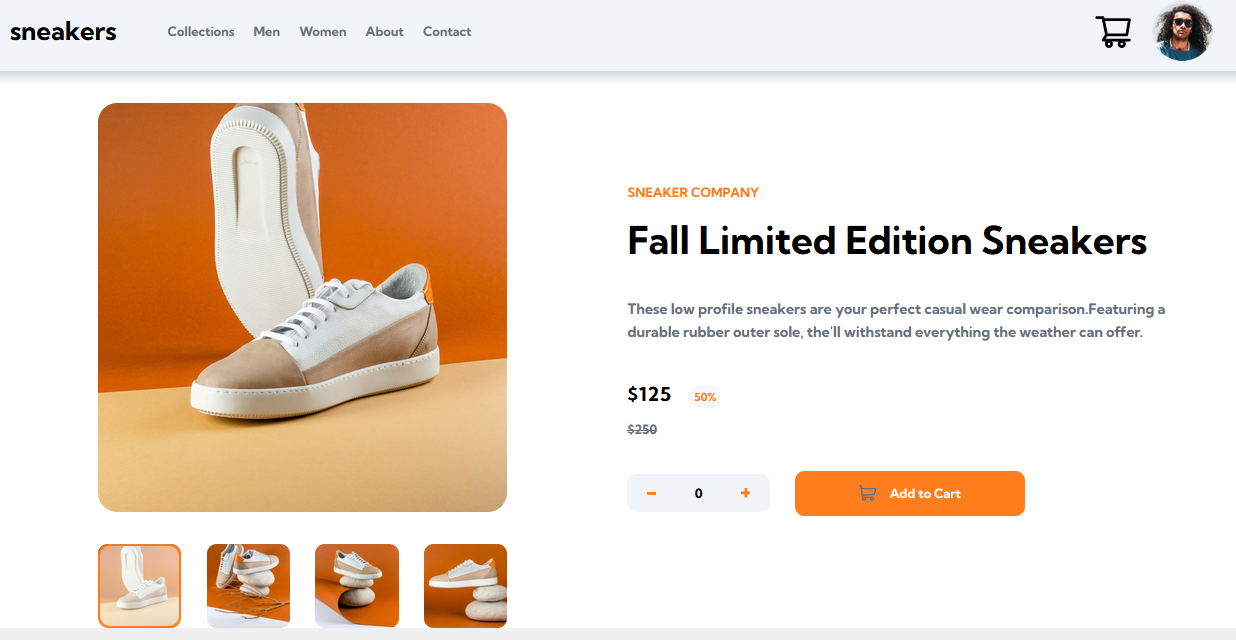 sneakers
Collections Men Women About Contact
SNEAKER COMPANY
Fall Limited Edition Sneakers
These low profile sneakers are your perfect casual wear comparison.Featuring a
durable rubber outer sole, the'll withstand everything the weather can offer.
$125 50%
$250
- 0 + Add to Cart